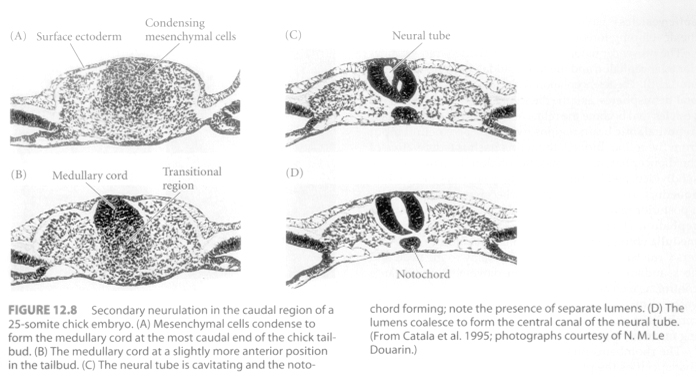 (A) Surface ectoderm
Condensing
mesenchymal cells
(C)
Neural tube
(B)
Medullary cord
Transitional
region
(D)
Notochord
FIGURE 12.8 Secondary neurulation in the caudal region of a
25-somite chick embryo. (A) Mesenchymal cells condense to
form the medullary cord at the most caudal end of the chick tail-
bud. (B) The medullary cord at a slightly more anterior position
in the tailbud. (C) The neural tube is cavitating and the noto-
chord forming; note the presence of separate lumens. (D) The
lumens coalesce to form the central canal of the neural tube.
(From Catala et al. 1995; photographs courtesy of N. M. Le
Douarin.)